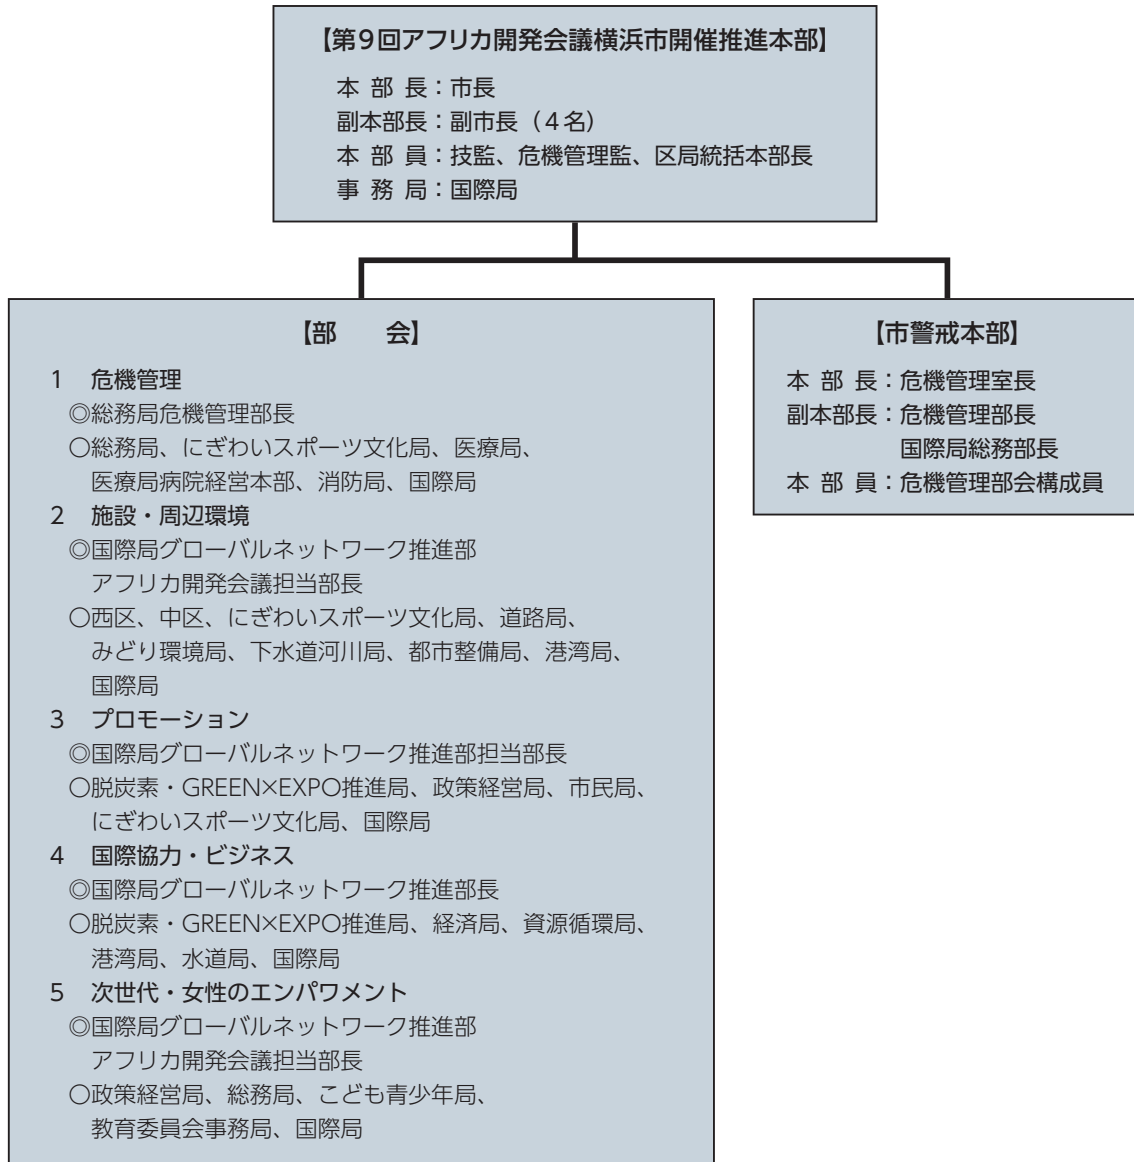 【第9回アフリカ開発会議横浜市開催推進本部】
本 部 長：市長
副本部長：副市長（4名）
本 部 員：技監、危機管理監、区局統括本部長
事 務 局：国際局
【部　　会】
1　危機管理
◎総務局危機管理部長
○総務局、にぎわいスポーツ文化局、医療局、
医療局病院経営本部、消防局、国際局
2　施設・周辺環境
◎国際局グローバルネットワーク推進部
アフリカ開発会議担当部長
○西区、中区、にぎわいスポーツ文化局、道路局、
みどり環境局、下水道河川局、都市整備局、港湾局、
国際局
3　プロモーション
◎国際局グローバルネットワーク推進部担当部長
○脱炭素・GREEN×EXPO推進局、政策経営局、市民局、
にぎわいスポーツ文化局、国際局
4　国際協力・ビジネス
◎国際局グローバルネットワーク推進部長
○脱炭素・GREEN×EXPO推進局、経済局、資源循環局、
港湾局、水道局、国際局
5　次世代・女性のエンパワメント
◎国際局グローバルネットワーク推進部
アフリカ開発会議担当部長
○政策経営局、総務局、こども青少年局、
教育委員会事務局、国際局
【市警戒本部】
本 部 長：危機管理室長
副本部長：危機管理部長
国際局総務部長
本 部 員：危機管理部会構成員